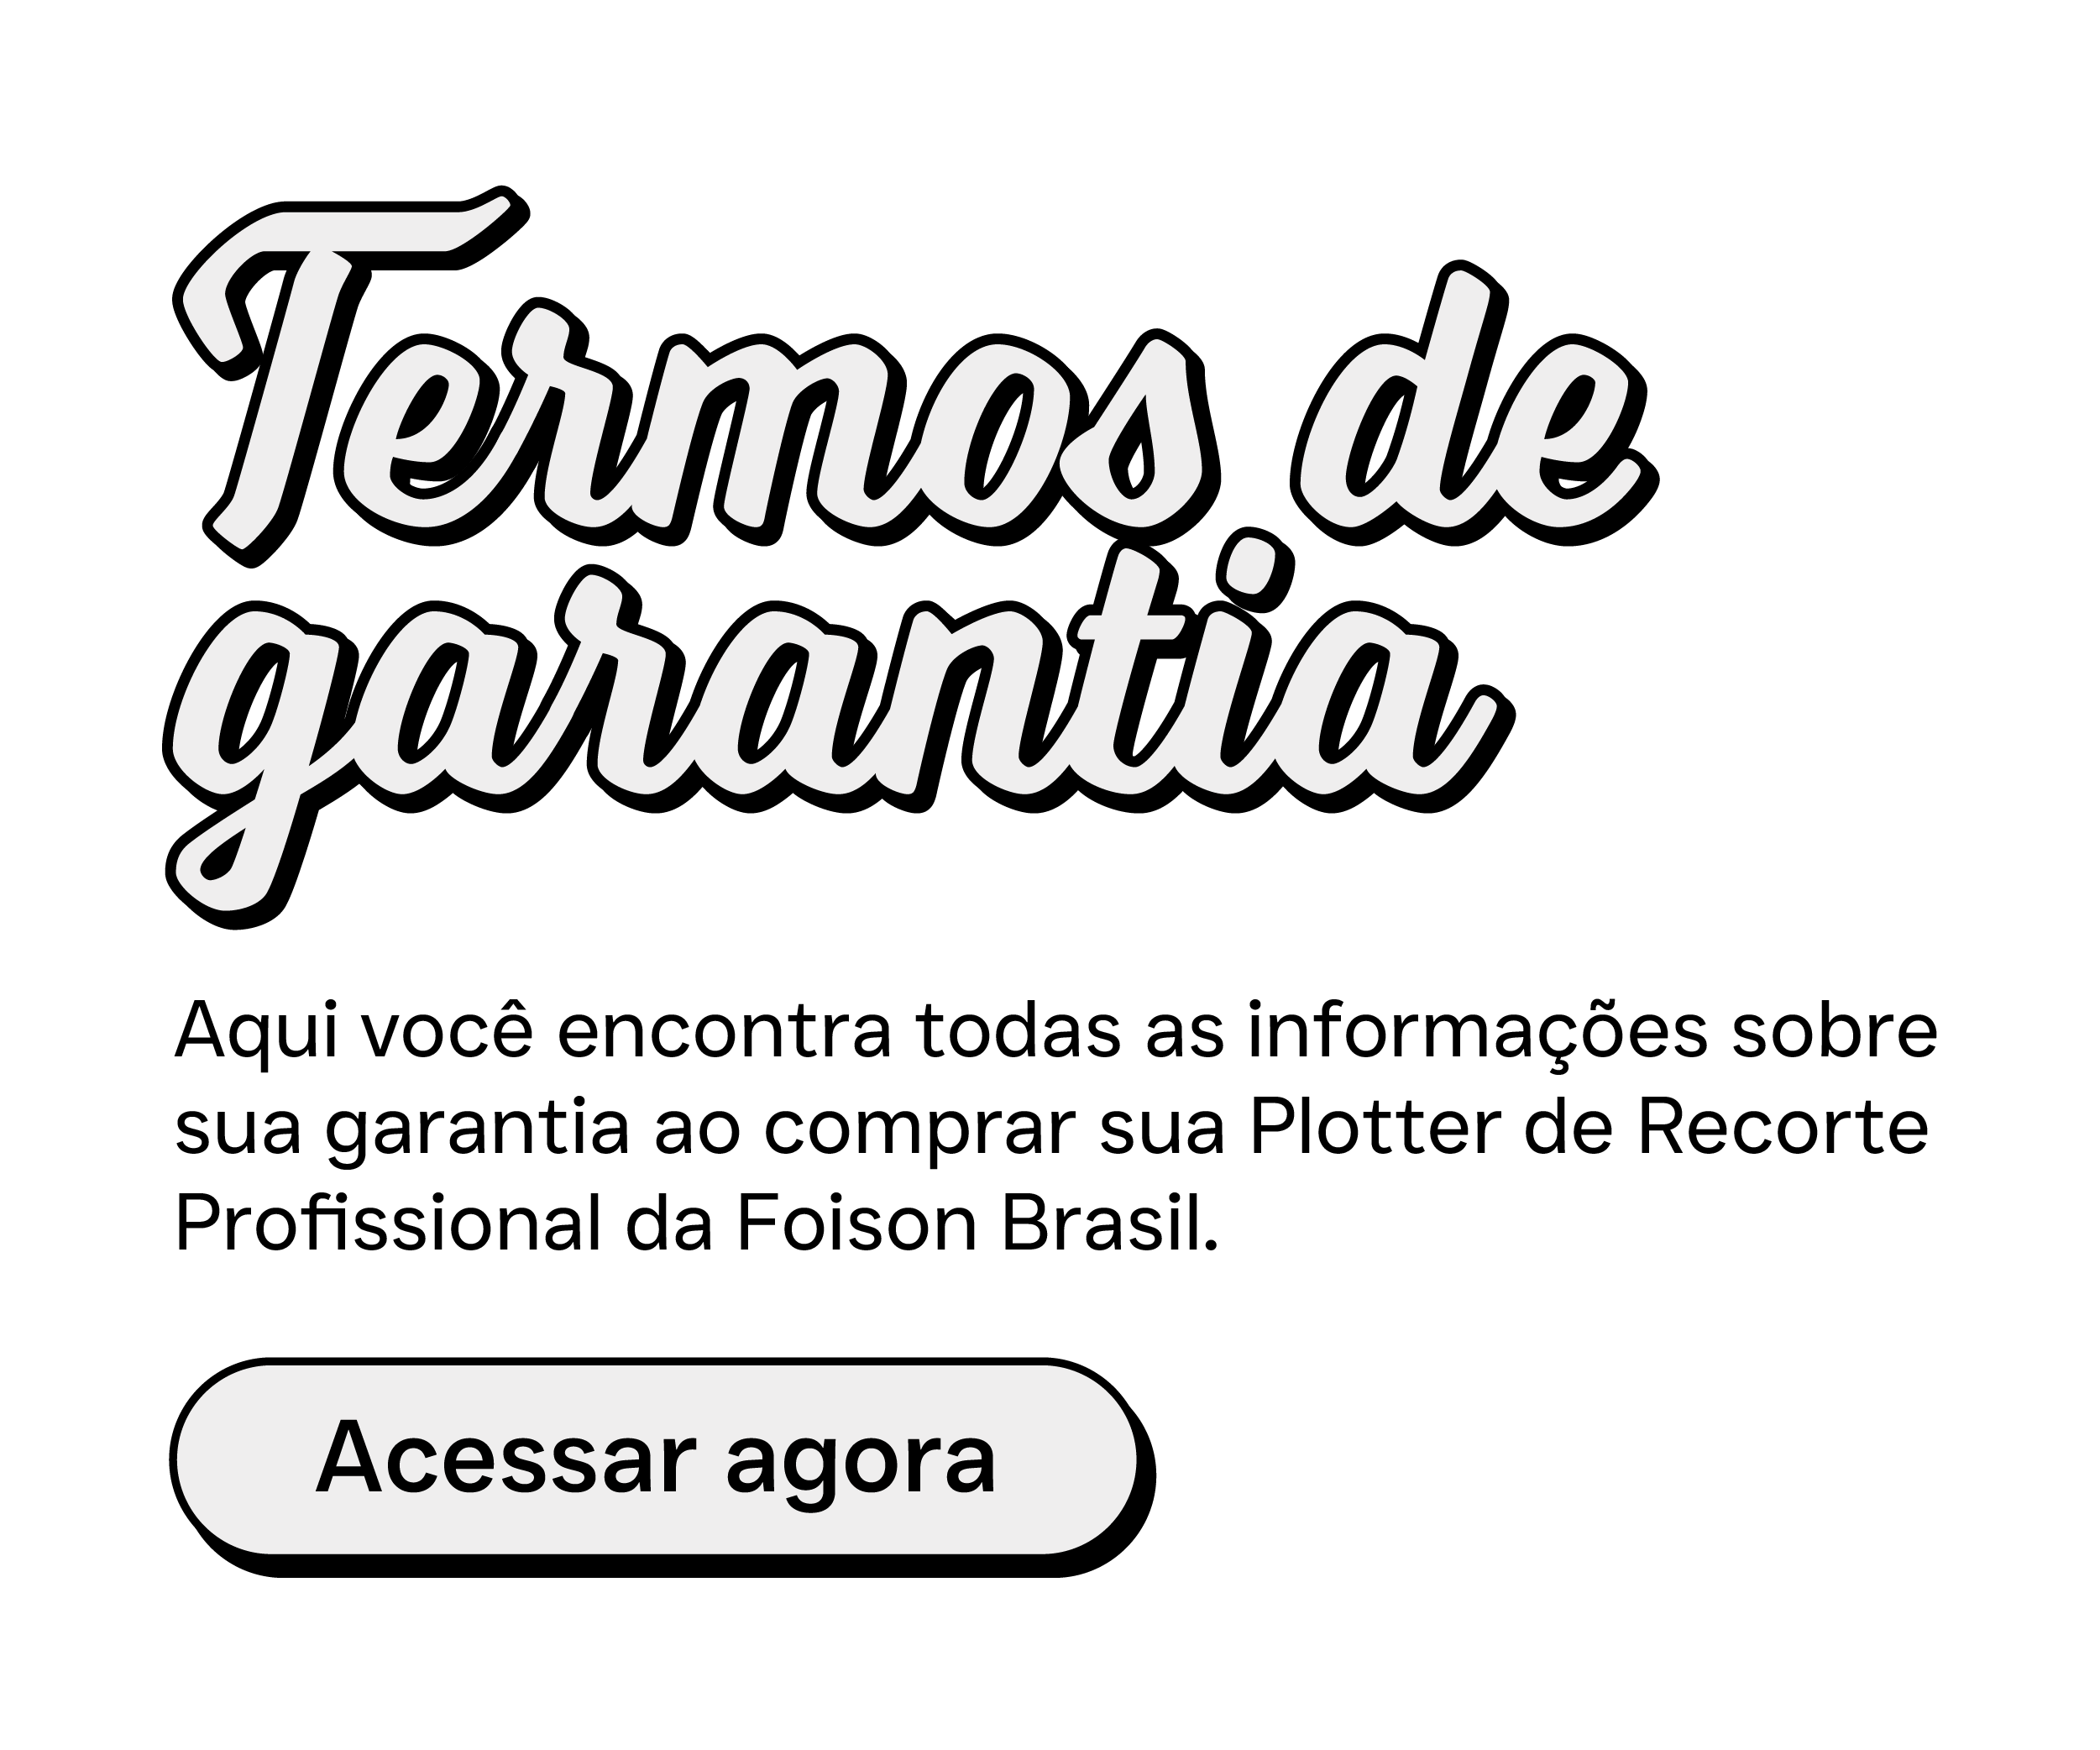 Termos de
garantia
Aqui você encontra todas as informações sobre
sua garantia ao comprar sua Plotter de Recorte
Profissional da Foison Brasil.
Acessar agora